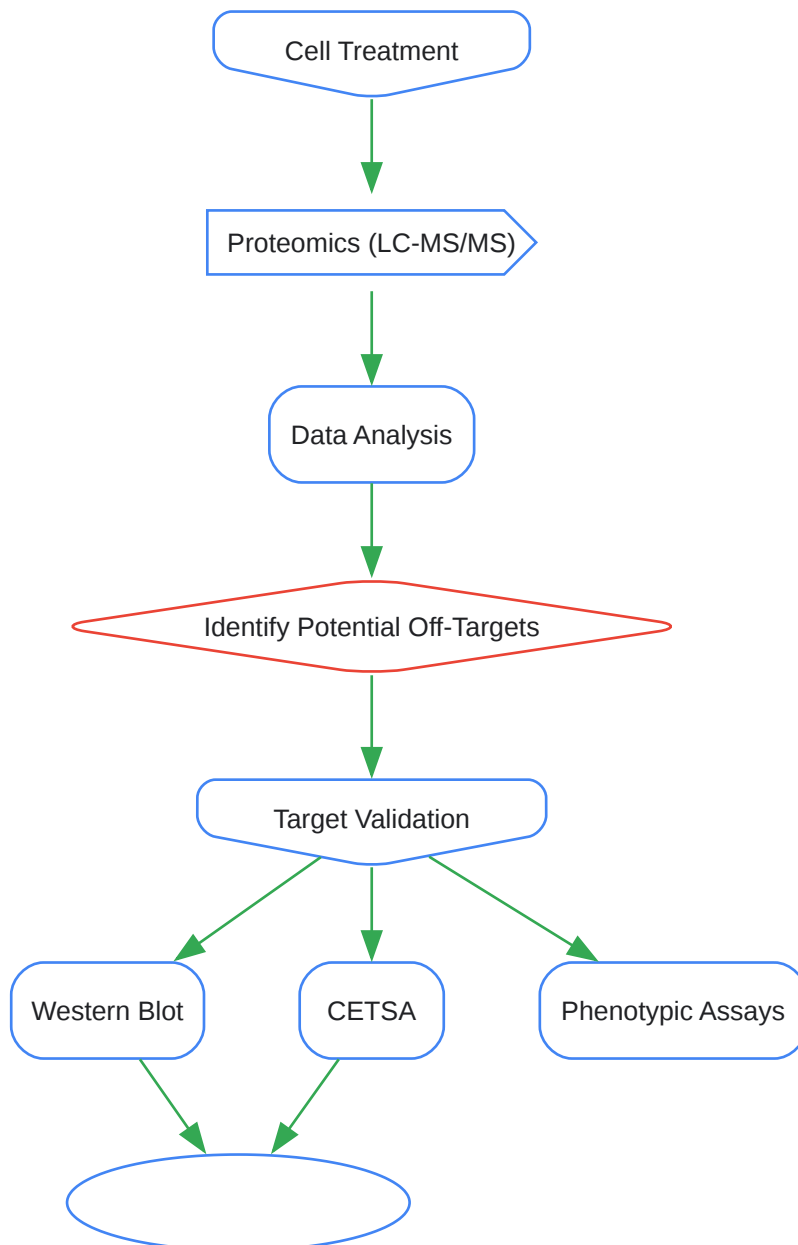 Cell Treatment
Proteomics (LC-MS/MS)
Data Analysis
Identify Potential Off-Targets
Target Validation
Western Blot
CETSA
Phenotypic Assays